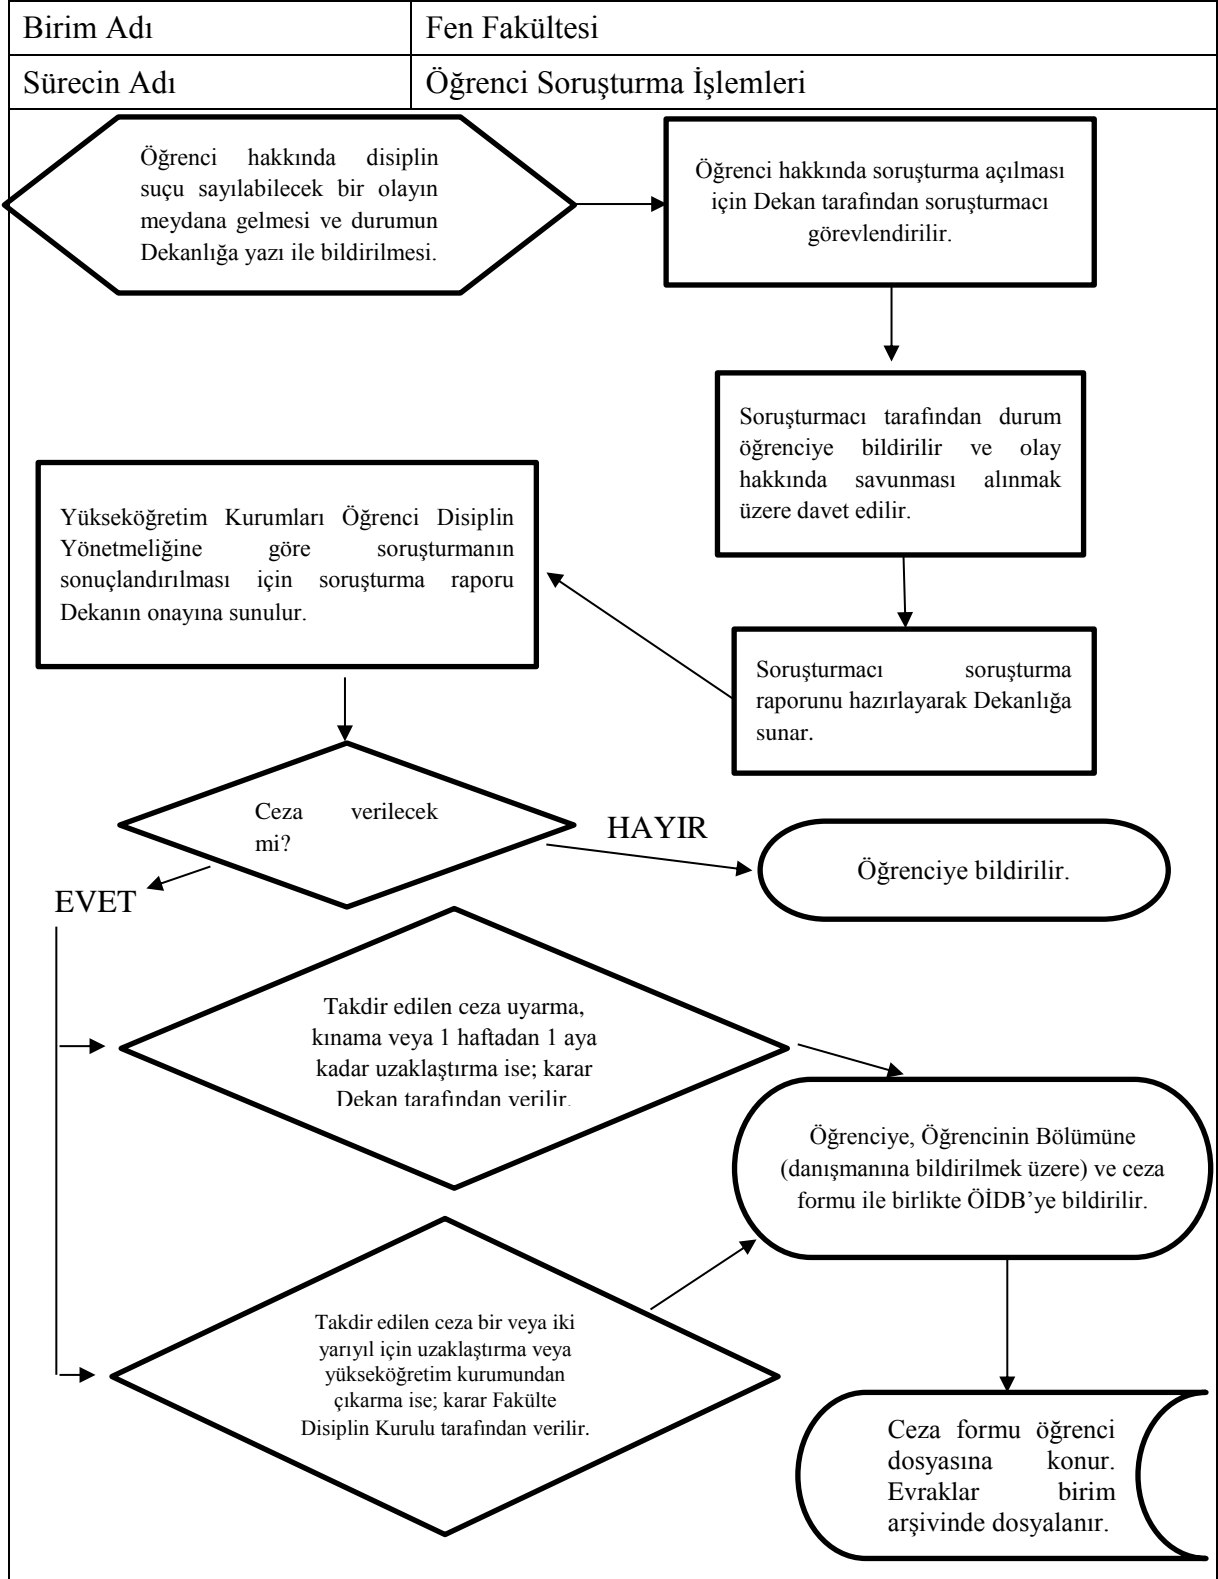 Birim Adı
Fen Fakültesi
Sürecin Adı
Öğrenci Soruşturma İşlemleri
Öğrenci hakkında disiplin
suçu sayılabilecek bir olayın
meydana gelmesi ve durumun
Dekanlığa yazı ile bildirilmesi.
Öğrenci hakkında soruşturma açılması
için Dekan tarafından soruşturmacı
görevlendirilir.
Soruşturmacı tarafından durum
öğrenciye bildirilir ve olay
hakkında savunması alınmak
üzere davet edilir.
Soruşturmacı soruşturma
raporunu hazırlayarak Dekanlığa
sunar.
Yükseköğretim Kurumları Öğrenci Disiplin
Yönetmeliğine göre soruşturmanın
sonuçlandırılması için soruşturma raporu
Dekanın onayına sunulur.
Ceza verilecek
mi?
HAYIR
Öğrenciye bildirilir.
EVET
Takdir edilen ceza uyarma,
kınama veya 1 haftadan 1 aya
kadar uzaklaştırma ise; karar
Dekan tarafından verilir.
Takdir edilen ceza bir veya iki
yarıyıl için uzaklaştırma veya
yükseköğretim kurumundan
çıkarma ise; karar Fakülte
Disiplin Kurulu tarafından verilir.
Öğrenciye, Öğrencinin Bölümüne
(danışmanına bildirilmek üzere) ve ceza
formu ile birlikte ÖİDB’ye bildirilir.
Ceza formu öğrenci
dosyasına konur.
Evraklar birim
arşivinde dosyalanır.